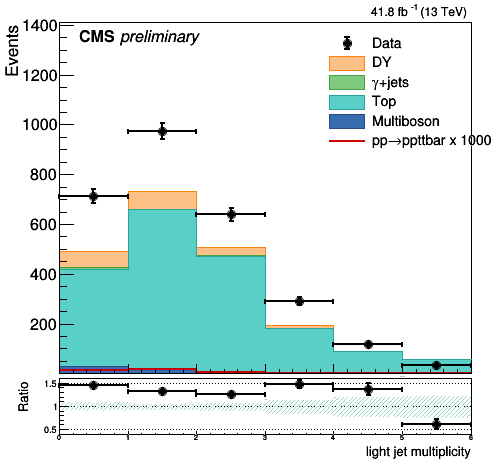 41.8 fb⁻¹ (13 TeV)
CMS preliminary
Events
1400
1200
1000
800
600
400
200
Data
DY
γ+jets
Top
Multiboson
pp→ppttbar x 1000
Ratio
1.5
1
0.5
0 1 2 3 4 5 6
light jet multiplicity